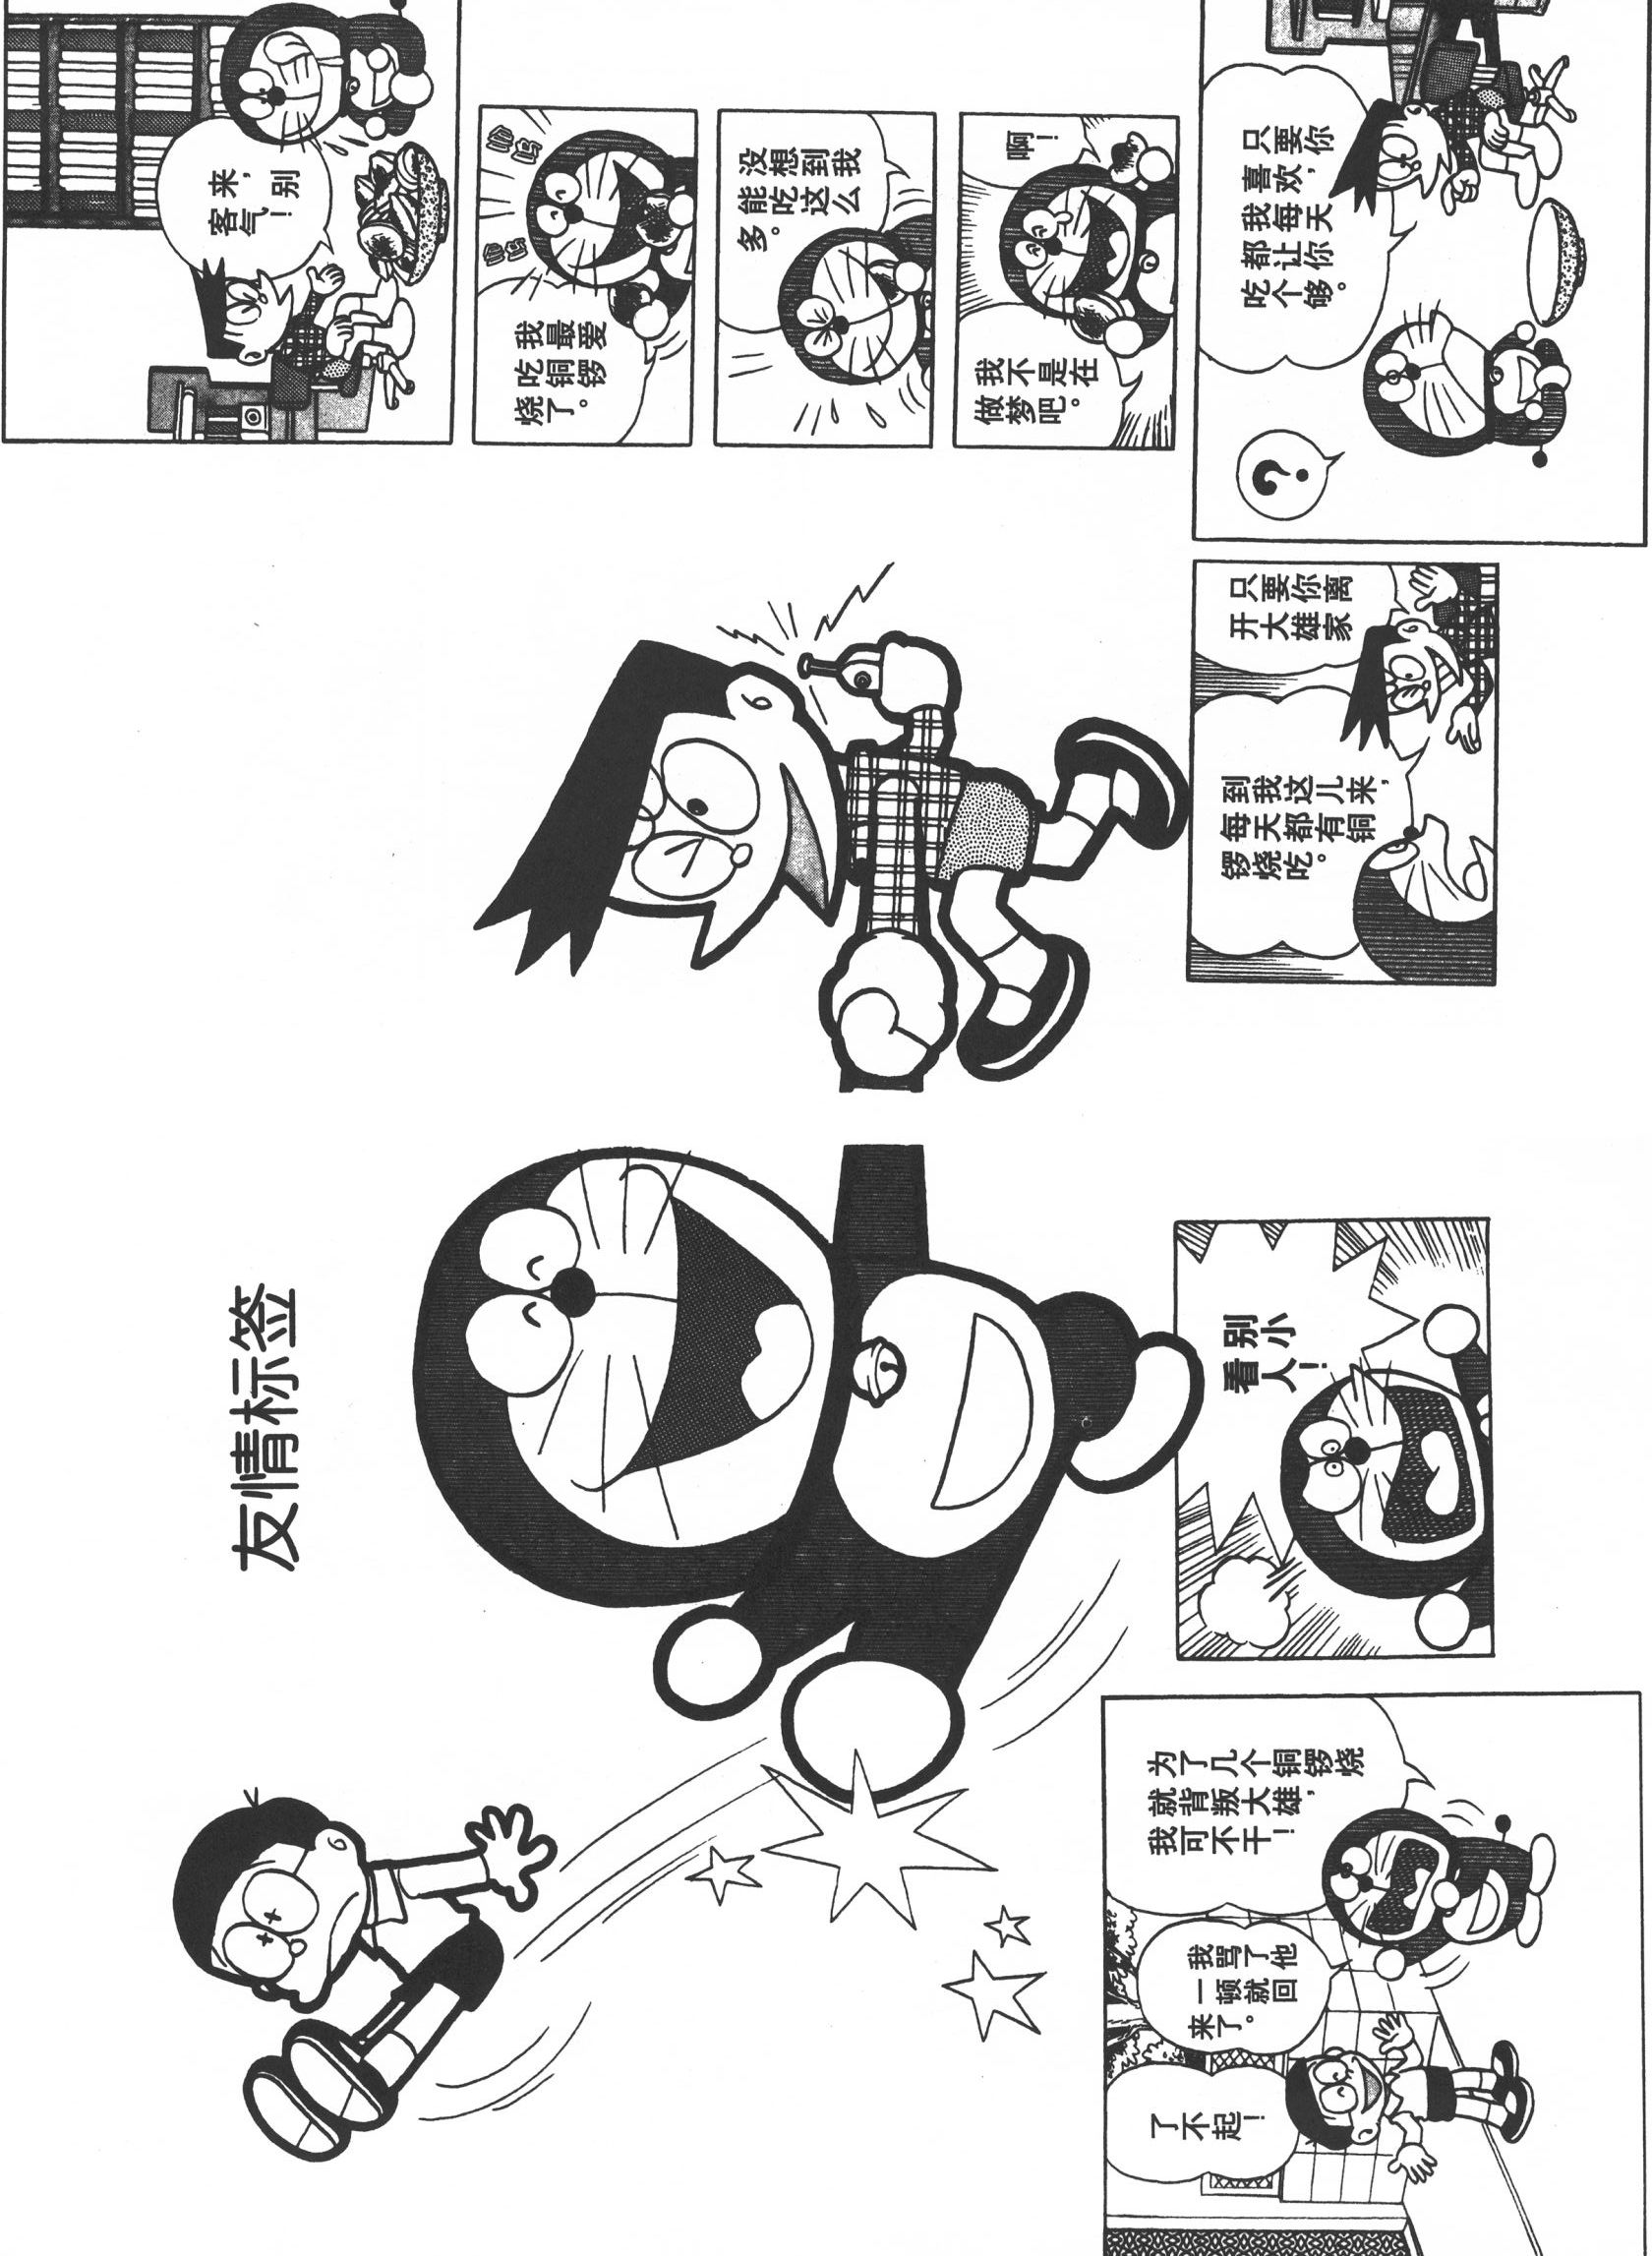 来，别
客气！
我最爱
吃铜锣
烧了。
没想到我
能吃这么
多。
啊！
我不是在
做梦吧。
只要你
喜欢，
我每天
都让你
吃个够。
？
只要你离
开大雄家
到我这儿来，
每天都有铜
锣烧吃。
友情标签
别小
看人！
为了几个铜锣烧
就背叛大雄，
我可不干！
我骂了他
一顿就回
来了。
了不起！